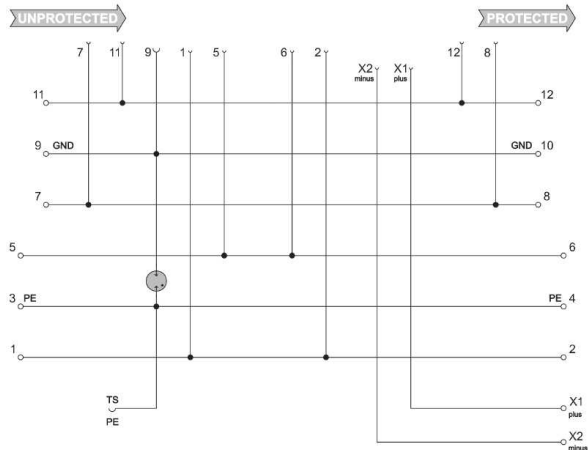 UNPROTECTED PROTECTED
7 11 9 1 5 6 2 X2 minus X1 plus 12 8
11 12
9 GND GND 10
7 8
5 6
3 PE PE 4
1 2
TS
PE
X1
plus
X2
minus